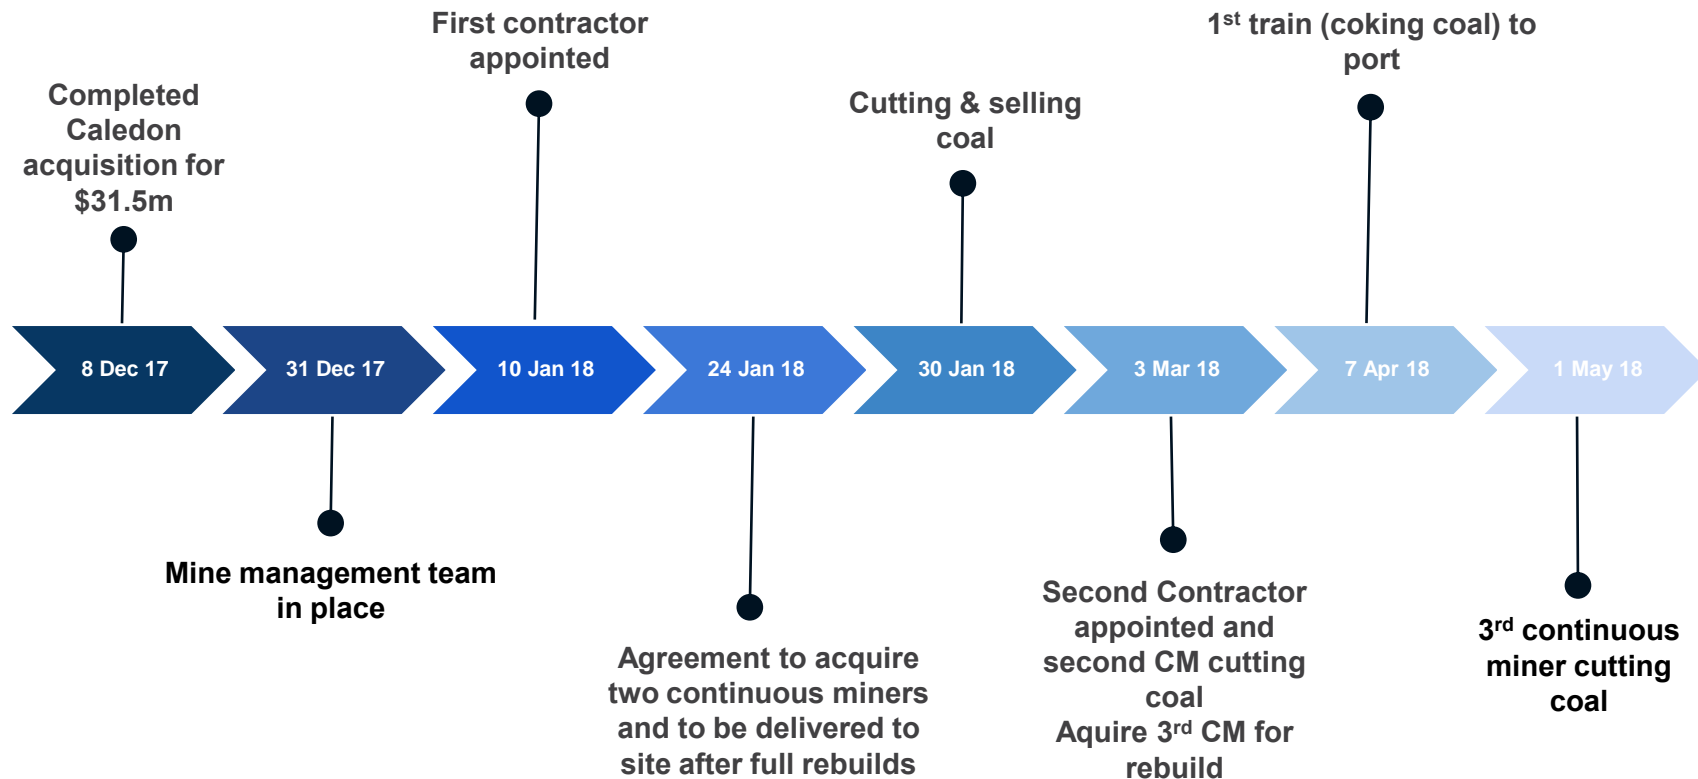 First contractor
appointed
1st train (coking coal) to
port
Completed
Caledon
acquisition for
$31.5m
Cutting & selling
coal
8 Dec 17
31 Dec 17
10 Jan 18
24 Jan 18
30 Jan 18
3 Mar 18
7 Apr 18
1 May 18
Mine management team
in place
Agreement to acquire
two continuous miners
and to be delivered to
site after full rebuilds
Second Contractor
appointed and
second CM cutting
coal
Aquire 3rd CM for
rebuild
3rd continuous
miner cutting
coal